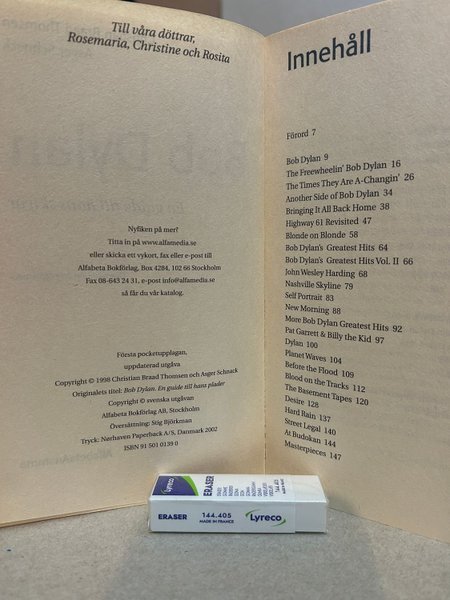 Till våra döttrar,
Rosemaria, Christine och Rosita
Nyfiken på mer?
Titta in på www.alfamedia.se
eller skicka ett vykort, fax eller e-post till
Alfabeta Bokförlag, Box 4284, 102 66 Stockholm
Fax 08-643 24 31, e-post info@alfamedia.se
så får du vår katalog.
Första pocketupplagan,
uppdaterad utgåva
Copyright © 1998 Christian Braad Thomsen och Asger Schnack
Originalets titel: Bob Dylan. En guide till hans plader
Copyright © svenska utgåvan
Alfabeta Bokförlag AB, Stockholm
Översättning: Stig Björkman
Tryck: Nørhaven Paperback A/S, Danmark 2002
ISBN 91 501 0139 0
Innehåll
Förord 7
Bob Dylan 9
The Freewheelin' Bob Dylan 16
The Times They Are A-Changin' 26
Another Side of Bob Dylan 34
Bringing It All Back Home 38
Highway 61 Revisited 47
Blonde on Blonde 58
Bob Dylan's Greatest Hits 64
Bob Dylan's Greatest Hits Vol. II 66
John Wesley Harding 68
Nashville Skyline 79
Self Portrait 83
New Morning 88
More Bob Dylan Greatest Hits 92
Pat Garrett & Billy the Kid 97
Dylan 100
Planet Waves 104
Before the Flood 109
Blood on the Tracks 112
The Basement Tapes 120
Desire 128
Hard Rain 137
Street Legal 140
At Budokan 144
Masterpieces 147
Lyreco
ERASER
144.405
ERASER
144.405
MADE IN FRANCE
Lyreco